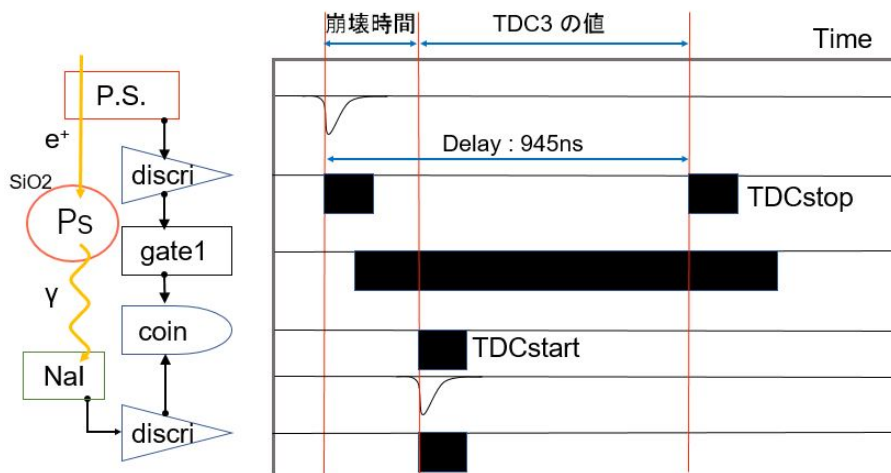 崩壊時間
TDC3 の値
Time
P.S.
e+
discri
Delay : 945ns
SiO2
TDCstop
Ps
gate1
γ
coin
TDCstart
NaI
discri